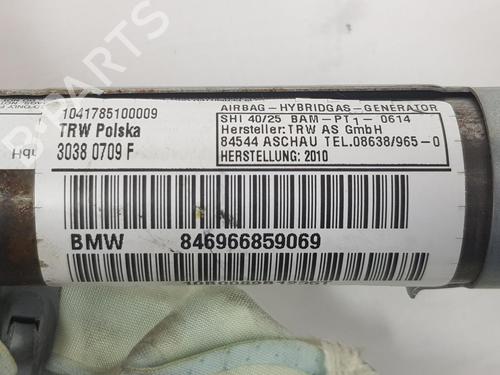 1041785100009
TRW Polska
3038 0709 F
AIRBAG-HYBRIDGAS-GENERATOR
SHI 40/25 BAM-PT1-0614
Hersteller: TRW AS GmbH
84544 ASCHAU TEL.08638/965-0
HERSTELLUNG: 2010
BMW 846966859069
B-PARTS